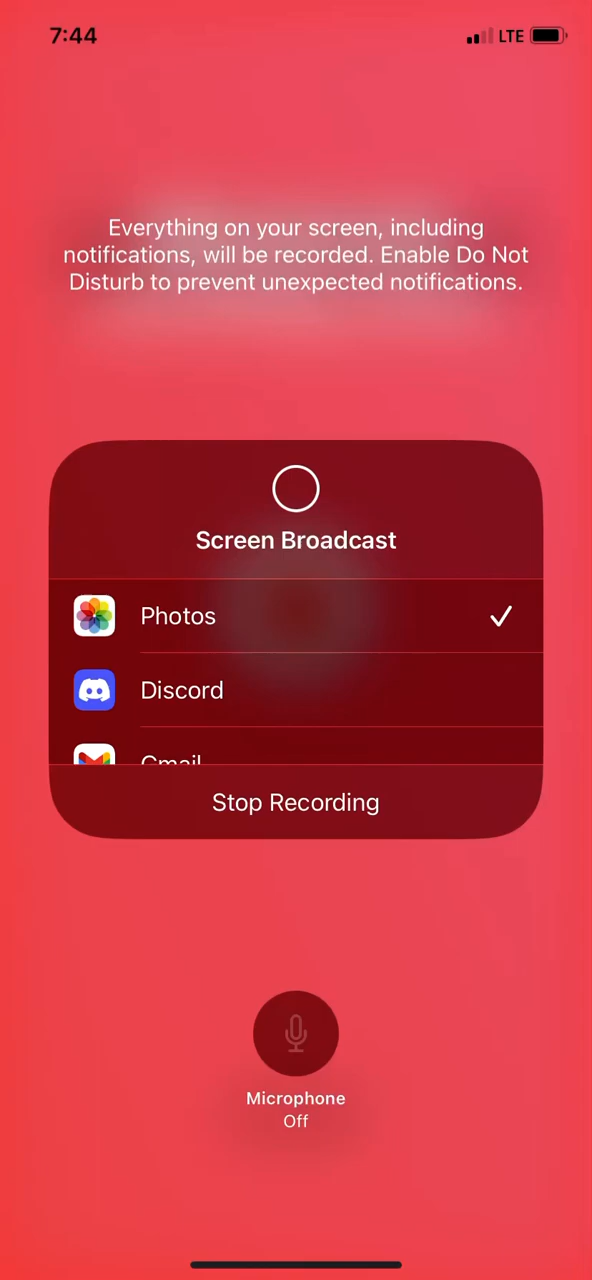 7:44
LTE
Everything on your screen, including
notifications, will be recorded. Enable Do Not
Disturb to prevent unexpected notifications.
Screen Broadcast
Photos
Discord
Gmail
Stop Recording
Microphone
Off